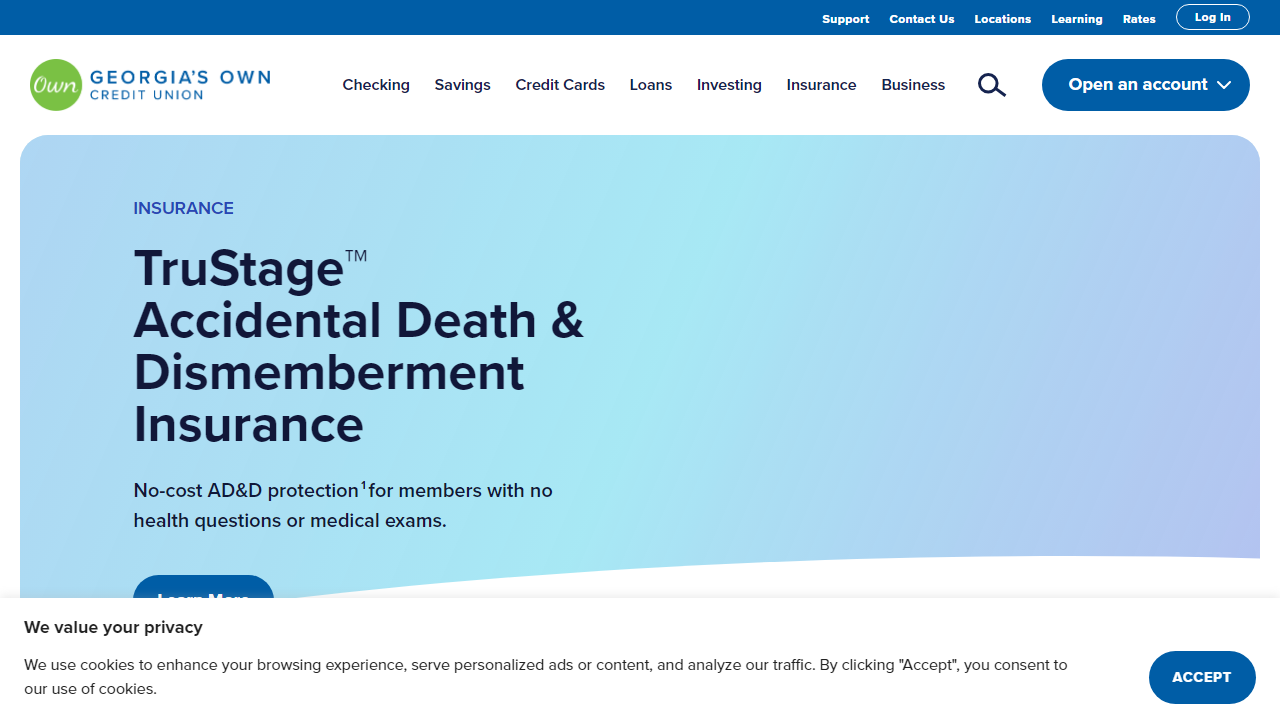 Support Contact Us Locations Learning Rates Log In
Own GEORGIA'S OWN
CREDIT UNION
Checking Savings Credit Cards Loans Investing Insurance Business Open an account
INSURANCE
TruStage™
Accidental Death &
Dismemberment
Insurance
No-cost AD&D protection¹ for members with no
health questions or medical exams.
Learn More
We value your privacy
We use cookies to enhance your browsing experience, serve personalized ads or content, and analyze our traffic. By clicking "Accept", you consent to
our use of cookies.
ACCEPT